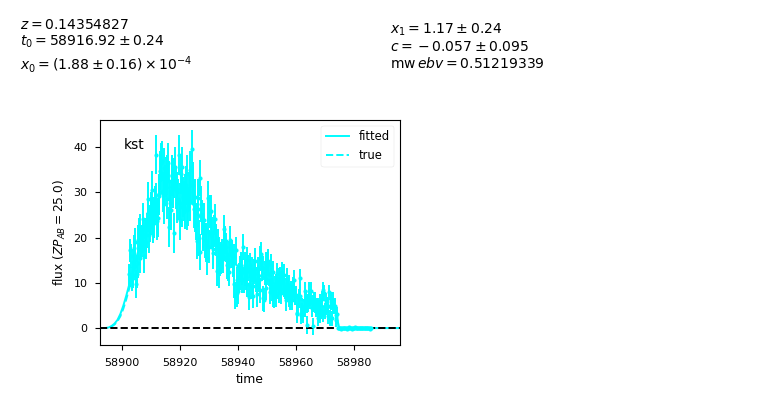 z = 0.14354827
t₀ = 58916.92 ± 0.24
x₀ = (1.88 ± 0.16) × 10⁻⁴
x₁ = 1.17 ± 0.24
c = −0.057 ± 0.095
mw ebv = 0.51219339
kst
fitted
true
flux (ZP_AB = 25.0)
40
30
20
10
0
58900 58920 58940 58960 58980
time